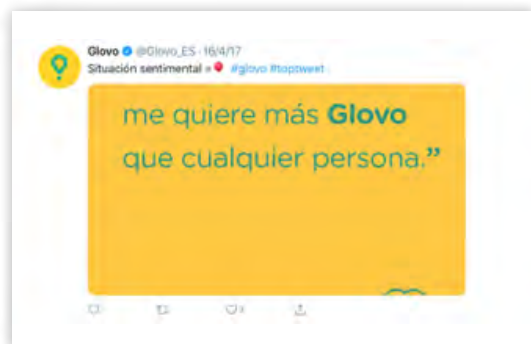 Glovo @Glovo_ES · 16/4/17
Situación sentimental = 🎈 #glovo #toptweet
me quiere más Glovo
que cualquier persona.”